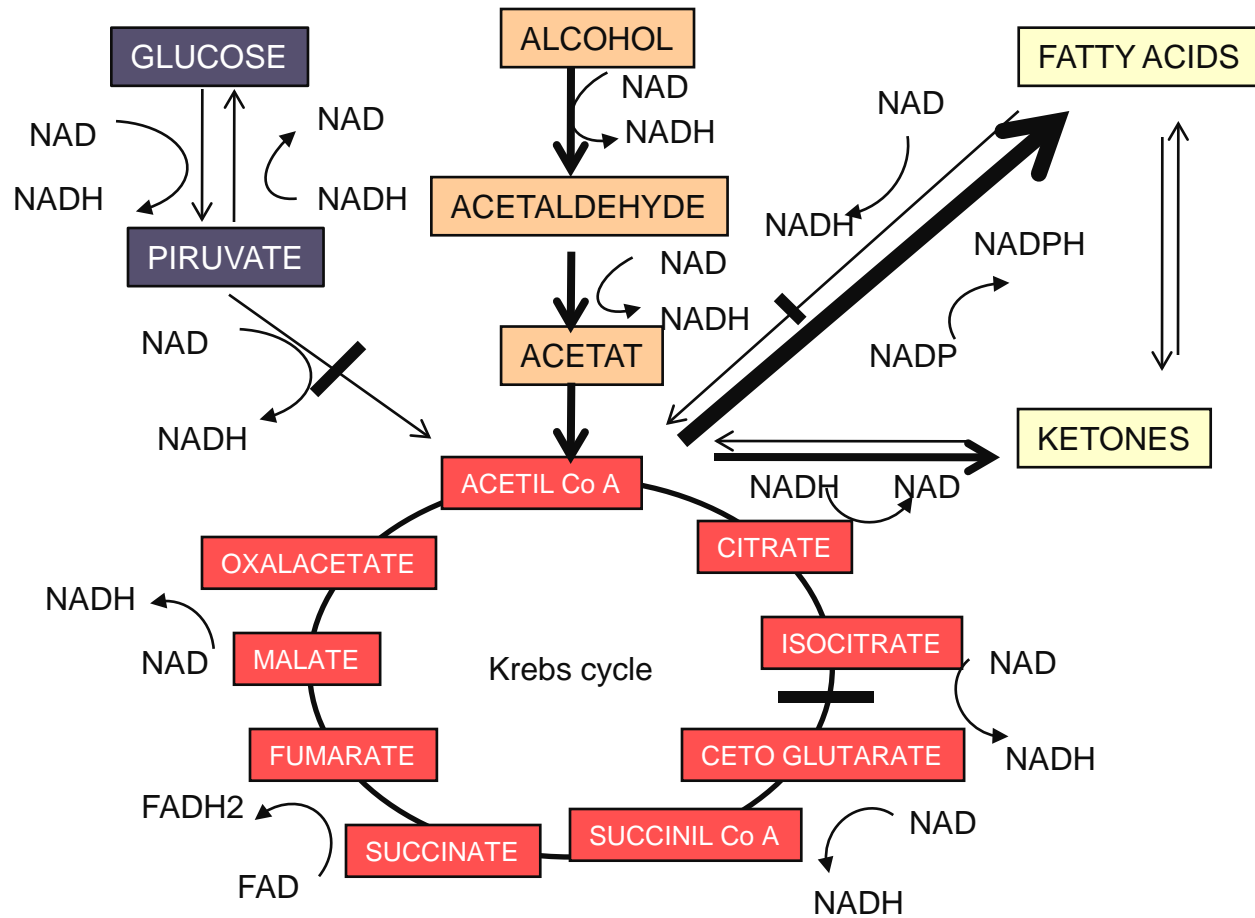 GLUCOSE
ALCOHOL
FATTY ACIDS
NAD
NADH
NAD
NADH
NAD
NADH
NAD
NADH
ACETALDEHYDE
NADH
NADPH
PIRUVATE
NAD
NADH
NADP
NAD
NADH
ACETAT
KETONES
ACETIL Co A
NADH
NAD
CITRATE
OXALACETATE
NADH
NAD
MALATE
ISOCITRATE
NAD
Krebs cycle
FUMARATE
CETO GLUTARATE
NADH
FADH2
FAD
SUCCINATE
SUCCINIL Co A
NAD
NADH